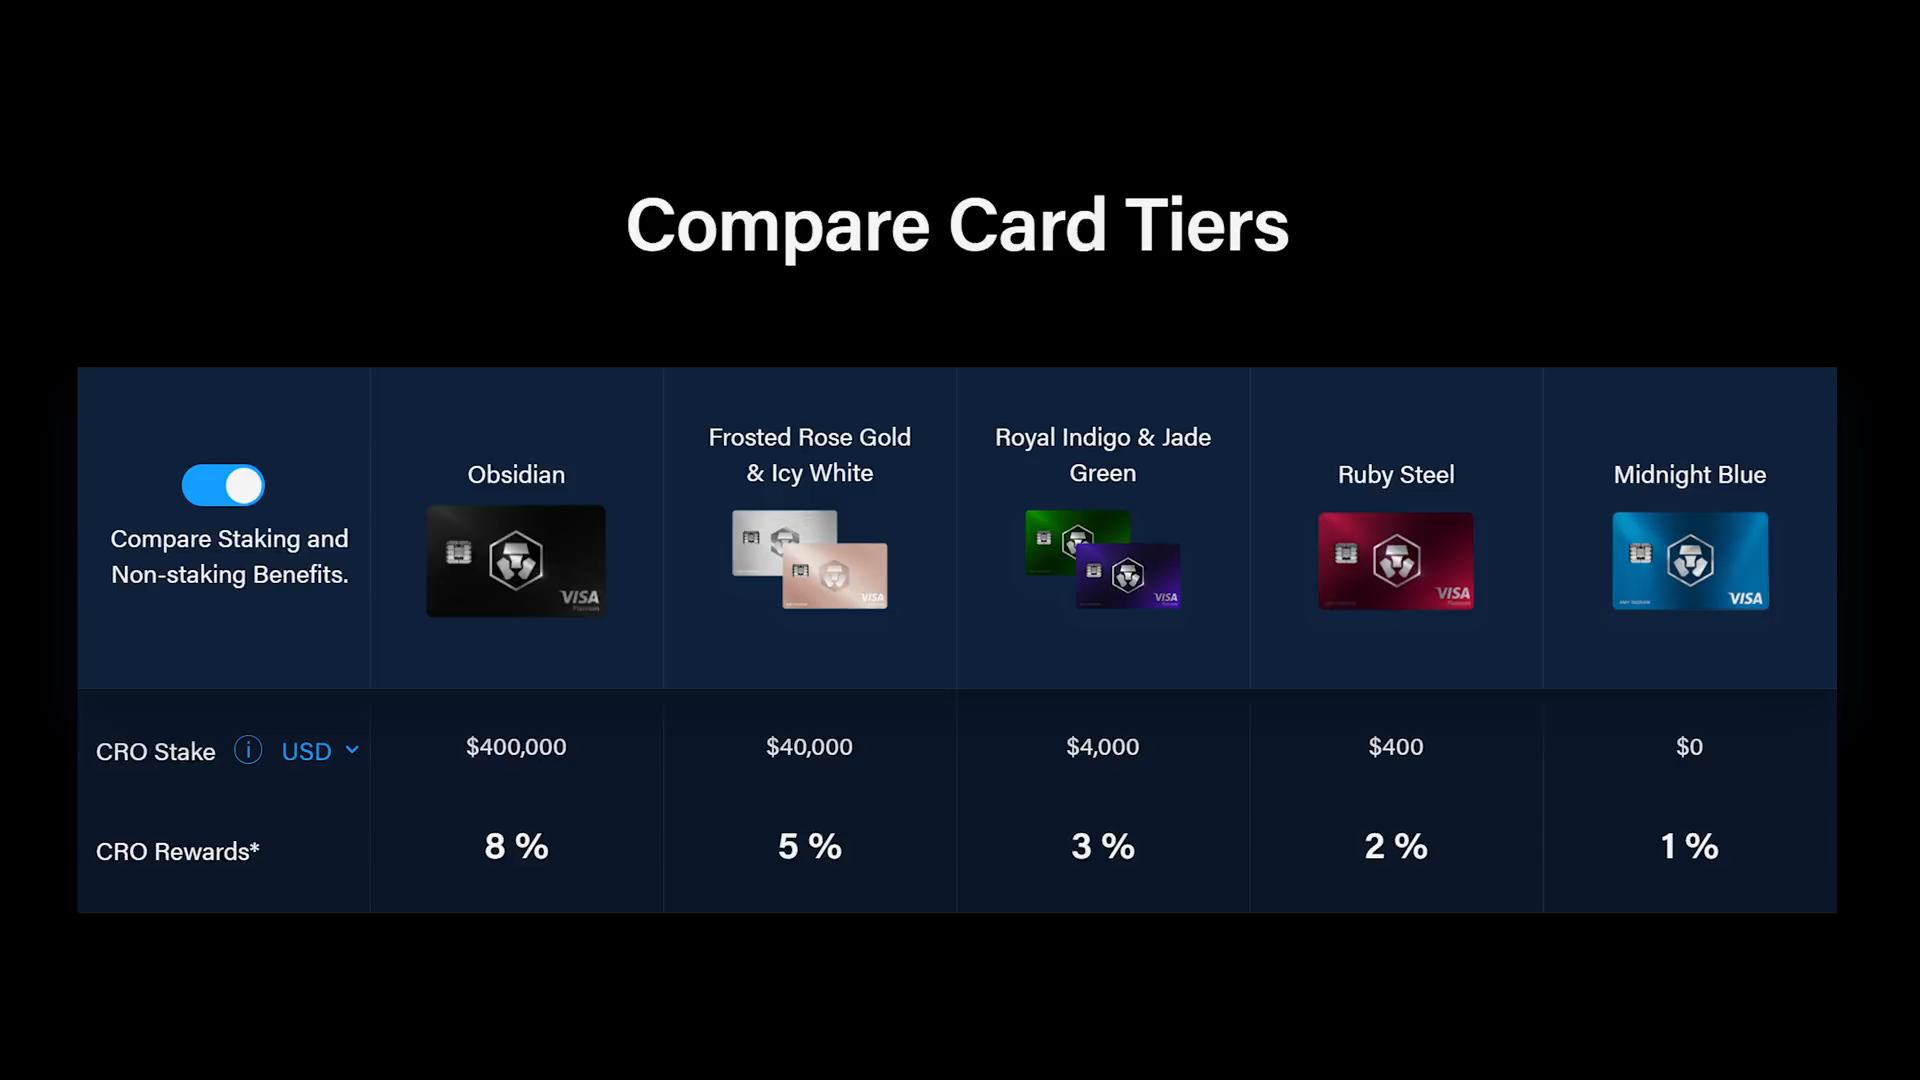 Compare Card Tiers
Compare Staking and
Non-staking Benefits.
Obsidian
VISA
Platinum
Frosted Rose Gold
& Icy White
VISA
Royal Indigo & Jade
Green
VISA
Ruby Steel
VISA
Platinum
Midnight Blue
VISA
CRO Stake i USD
$400,000
$40,000
$4,000
$400
$0
CRO Rewards*
8 %
5 %
3 %
2 %
1 %